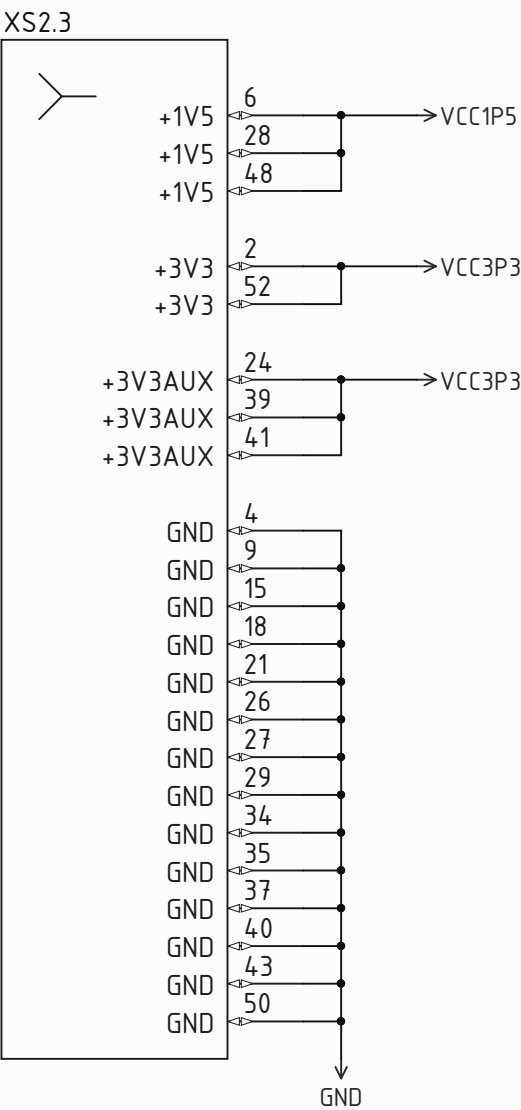 XS2.3
+1V5 6 VCC1P5
+1V5 28
+1V5 48
+3V3 2 VCC3P3
+3V3 52
+3V3AUX 24 VCC3P3
+3V3AUX 39
+3V3AUX 41
GND 4
GND 9
GND 15
GND 18
GND 21
GND 26
GND 27
GND 29
GND 34
GND 35
GND 37
GND 40
GND 43
GND 50
GND